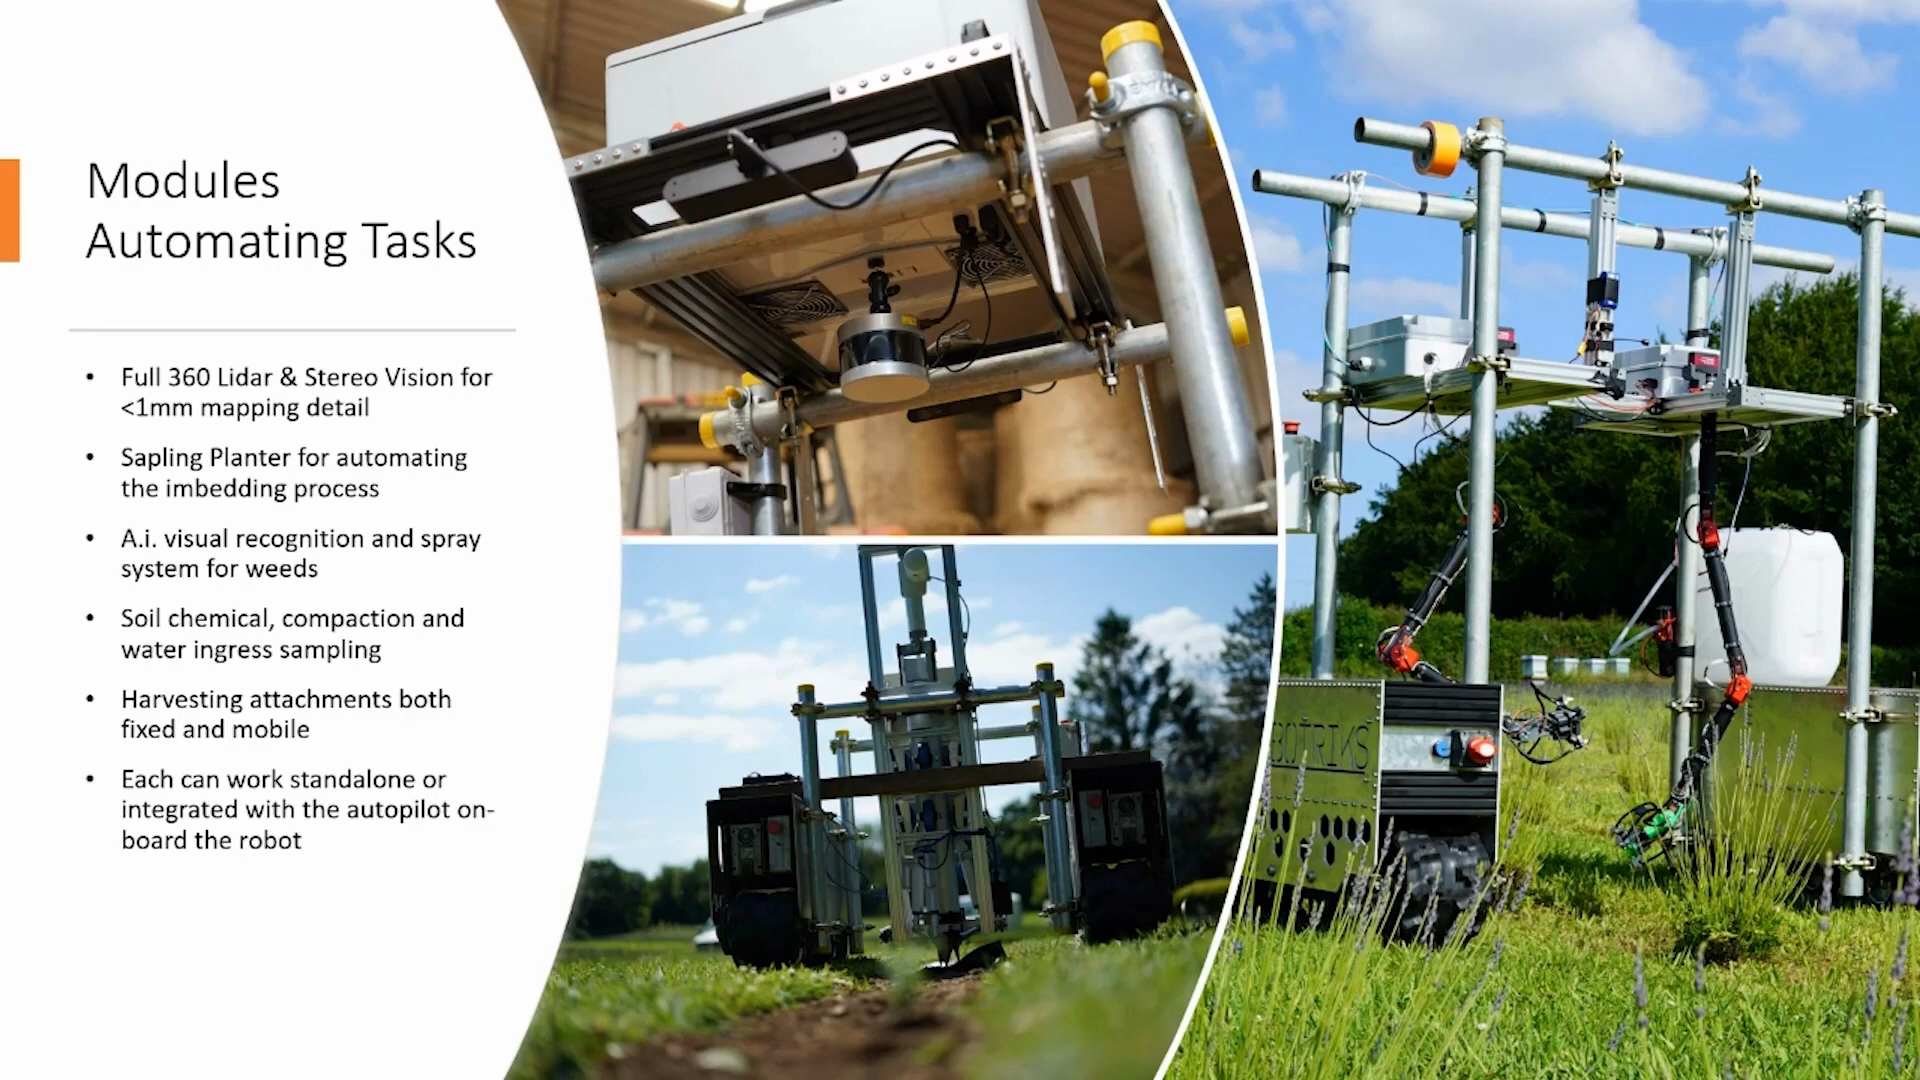 Modules
Automating Tasks
• Full 360 Lidar & Stereo Vision for
<1mm mapping detail
• Sapling Planter for automating
the imbedding process
• A.i. visual recognition and spray
system for weeds
• Soil chemical, compaction and
water ingress sampling
• Harvesting attachments both
fixed and mobile
• Each can work standalone or
integrated with the autopilot on-
board the robot
BOTRIKS